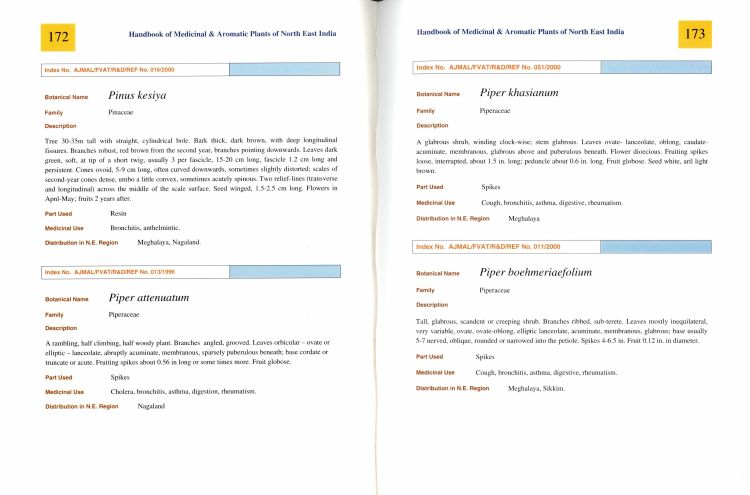 172
Handbook of Medicinal & Aromatic Plants of North East India
Index No. AJMAL/FVAT/R&D/REF No. 016/2000
Botanical Name Pinus kesiya
Family Pinaceae
Description
Tree 30-35m tall with straight, cylindrical bole. Bark thick, dark brown, with deep longitudinal
fissures. Branches robust, red brown from the second year, branches pointing downwards. Leaves dark
green, soft, at tip of a short twig, usually 3 per fascicle, 15-20 cm long, fascicle 1.2 cm long and
persistent. Cones ovoid, 5-9 cm long, often curved downwards, sometimes slightly distorted; scales of
second-year cones dense, umbo a little convex, sometimes acutely spinous. Two relief-lines (transverse
and longitudinal) across the middle of the scale surface. Seed winged, 1.5-2.5 cm long. Flowers in
April-May; fruits 2 years after.
Part Used Resin
Medicinal Use Bronchitis, anthelmintic.
Distribution in N.E. Region Meghalaya, Nagaland.
Index No. AJMAL/FVAT/R&D/REF No. 013/1996
Botanical Name Piper attenuatum
Family Piperaceae
Description
A rambling, half climbing, half woody plant. Branches angled, grooved. Leaves orbicular – ovate or
elliptic – lanceolate, abruptly acuminate, membranous, sparsely puberulous beneath; base cordate or
truncate or acute. Fruiting spikes about 0.56 in long or some times more. Fruit globose.
Part Used Spikes
Medicinal Use Cholera, bronchitis, asthma, digestion, rheumatism.
Distribution in N.E. Region Nagaland
Handbook of Medicinal & Aromatic Plants of North East India
173
Index No. AJMAL/FVAT/R&D/REF No. 051/2000
Botanical Name Piper khasianum
Family Piperaceae
Description
A glabrous shrub, winding clock-wise; stem glabrous. Leaves ovate- lanceolate, oblong, caudate-
acuminate, membranous, glabrous above and puberulous beneath. Flower dioecious. Fruiting spikes
loose, interrupted, about 1.5 in. long; peduncle about 0.6 in. long. Fruit globose. Seed white, aril light
brown.
Part Used Spikes
Medicinal Use Cough, bronchitis, asthma, digestive, rheumatism.
Distribution in N.E. Region Meghalaya
Index No. AJMAL/FVAT/R&D/REF No. 011/2000
Botanical Name Piper boehmeriaefolium
Family Piperaceae
Description
Tall, glabrous, scandent or creeping shrub. Branches ribbed, sub-terete. Leaves mostly inequilateral,
very variable, ovate, ovate-oblong, elliptic lanceolate, acuminate, membranous, glabrous; base usually
5-7 nerved, oblique, rounded or narrowed into the petiole. Spikes 4-6.5 in. Fruit 0.12 in. in diameter.
Part Used Spikes
Medicinal Use Cough, bronchitis, asthma, digestive, rheumatism.
Distribution in N.E. Region Meghalaya, Sikkim.